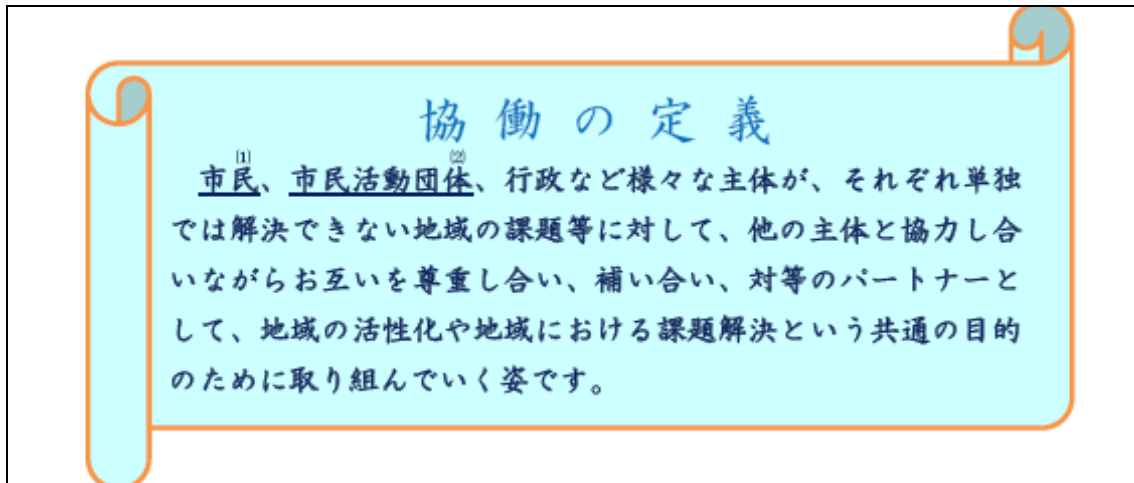 協働の定義
(1) (2)
市民、市民活動団体、行政など様々な主体が、それぞれ単独
では解決できない地域の課題等に対して、他の主体と協力し合
いながらお互いを尊重し合い、補い合い、対等のパートナーと
して、地域の活性化や地域における課題解決という共通の目的
のために取り組んでいく姿です。